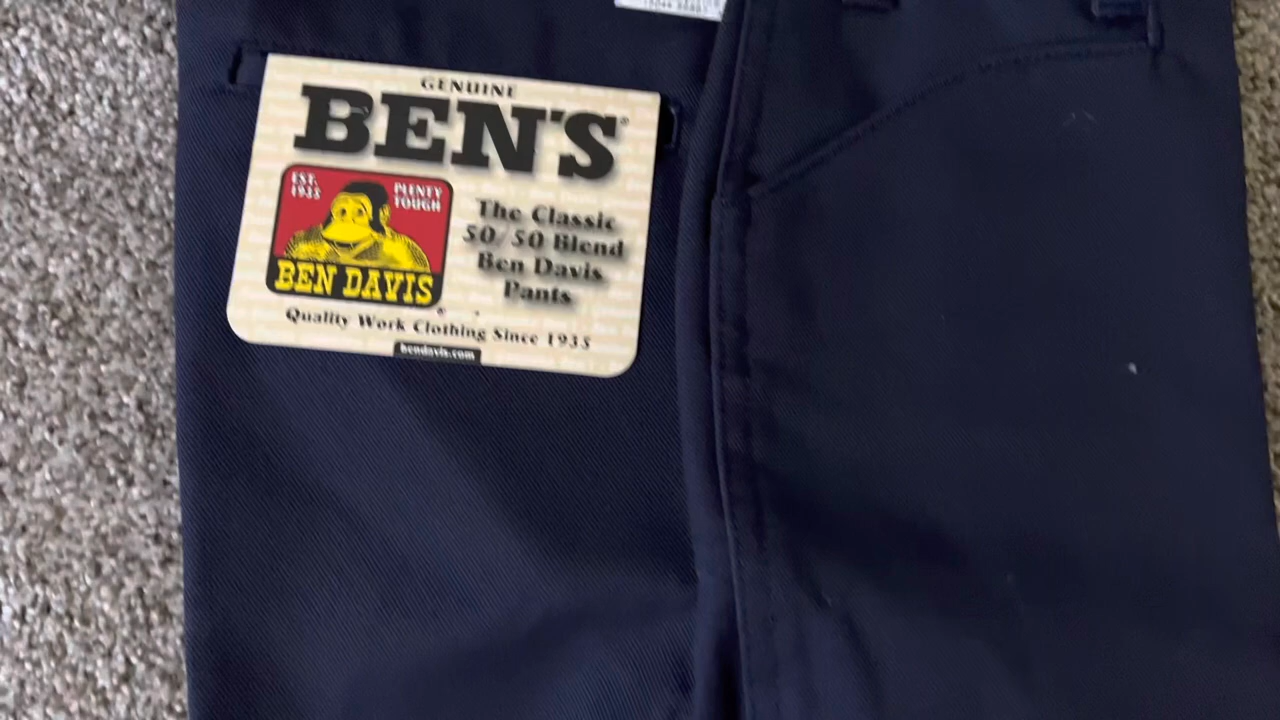 GENUINE
BEN'S®
EST.
1935
PLENTY
TOUGH
BEN DAVIS
The Classic
50/50 Blend
Ben Davis
Pants
Quality Work Clothing Since 1935
bendavis.com